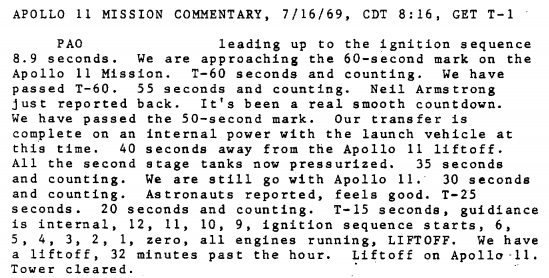 APOLLO 11 MISSION COMMENTARY, 7/16/69, CDT 8:16, GET T-1
PAO leading up to the ignition sequence
8.9 seconds. We are approaching the 60-second mark on the
Apollo 11 Mission. T-60 seconds and counting. We have
passed T-60. 55 seconds and counting. Neil Armstrong
just reported back. It's been a real smooth countdown.
We have passed the 50-second mark. Our transfer is
complete on an internal power with the launch vehicle at
this time. 40 seconds away from the Apollo 11 liftoff.
All the second stage tanks now pressurized. 35 seconds
and counting. We are still go with Apollo 11. 30 seconds
and counting. Astronauts reported, feels good. T-25
seconds. 20 seconds and counting. T-15 seconds, guidiance
is internal, 12, 11, 10, 9, ignition sequence starts, 6,
5, 4, 3, 2, 1, zero, all engines running, LIFTOFF. We have
a liftoff, 32 minutes past the hour. Liftoff on Apollo 11.
Tower cleared.